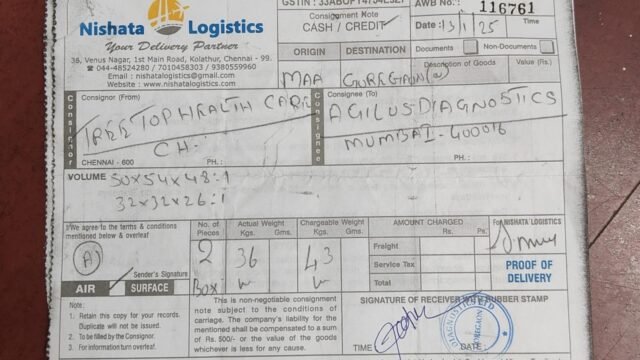 Nishata Logistics
Your Delivery Partner
36, Venus Nagar, 1st Main Road, Kolathur, Chennai - 99.
044-48524280 / 7010458303 / 9380559960
Email : nishatalogistics@gmail.com
Website : www.nishatalogistics.com
Consignment Note
CASH / CREDIT
AWB No.: 116761
Date : 13/1/25
Documents
Non-Documents
ORIGIN
DESTINATION
Description of Goods
Value (Rs.)
MAA
Consignor
Consignor (From)
TREE TOP HEALTH CARE
CH.
CHENNAI - 600
PH. :
Consignee
Consignee (To)
AGILUS DIAGNOSTICS
MUMBAI - 400016
PH. :
VOLUME
50x54x48:1
32x32x26:1
I/We agree to the terms & conditions
mentioned below & overleaf
A
Sender's Signature
AIR
SURFACE
No. of Pieces
2
Box
Actual Weight
Kgs. Gms.
36
Chargeable Weight
Kgs. Gms.
43
AMOUNT CHARGED
Rs. Ps.
Freight
Service Tax
Total
For NISHATA LOGISTICS
PROOF OF
DELIVERY
Note:
1. Retain this copy for your records.
Duplicate will not be issued.
2. To be filled by the Consignor.
3. For information turn overleaf.
This is non-negotiable consignment
note subject to the conditions of
carriage. The company's liability for
the mentioned shall be compensated to a sum
of Rs. 500/- or the value of the goods
whichever is less for any cause.
SIGNATURE OF RECEIVER WITH RUBBER STAMP
TIME